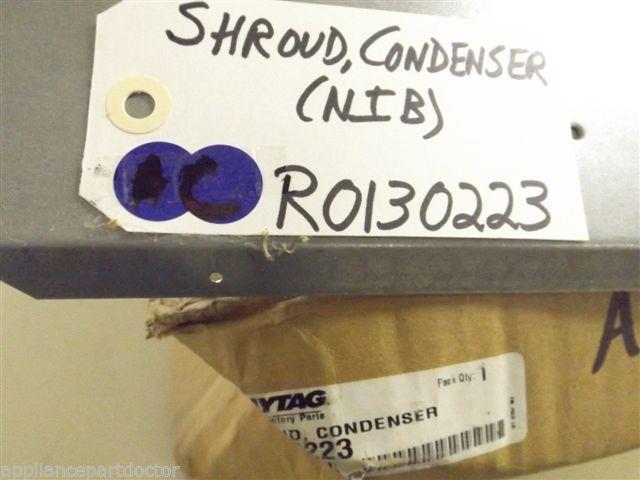 SHROUD, CONDENSER
(NIB)
AC
R0130223
A
Pack Qty: 1
YTAG
ctory Parts
D, CONDENSER
223
appliancepartdoctor